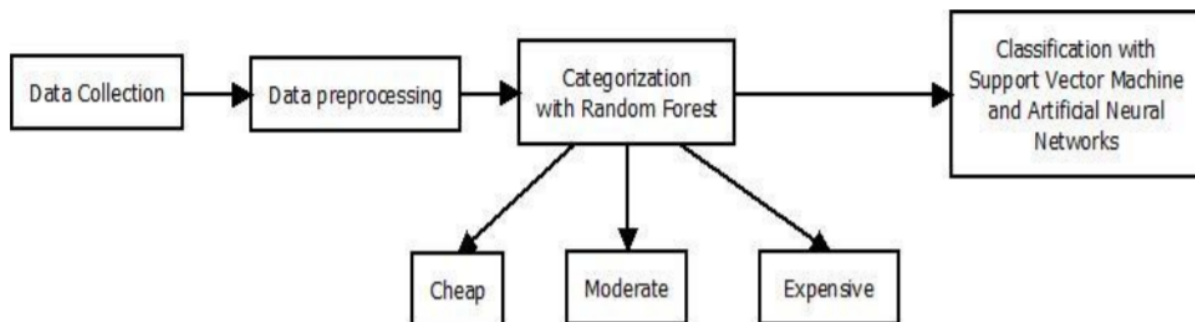 Data Collection
Data preprocessing
Categorization
with Random Forest
Classification with
Support Vector Machine
and Artificial Neural
Networks
Cheap
Moderate
Expensive